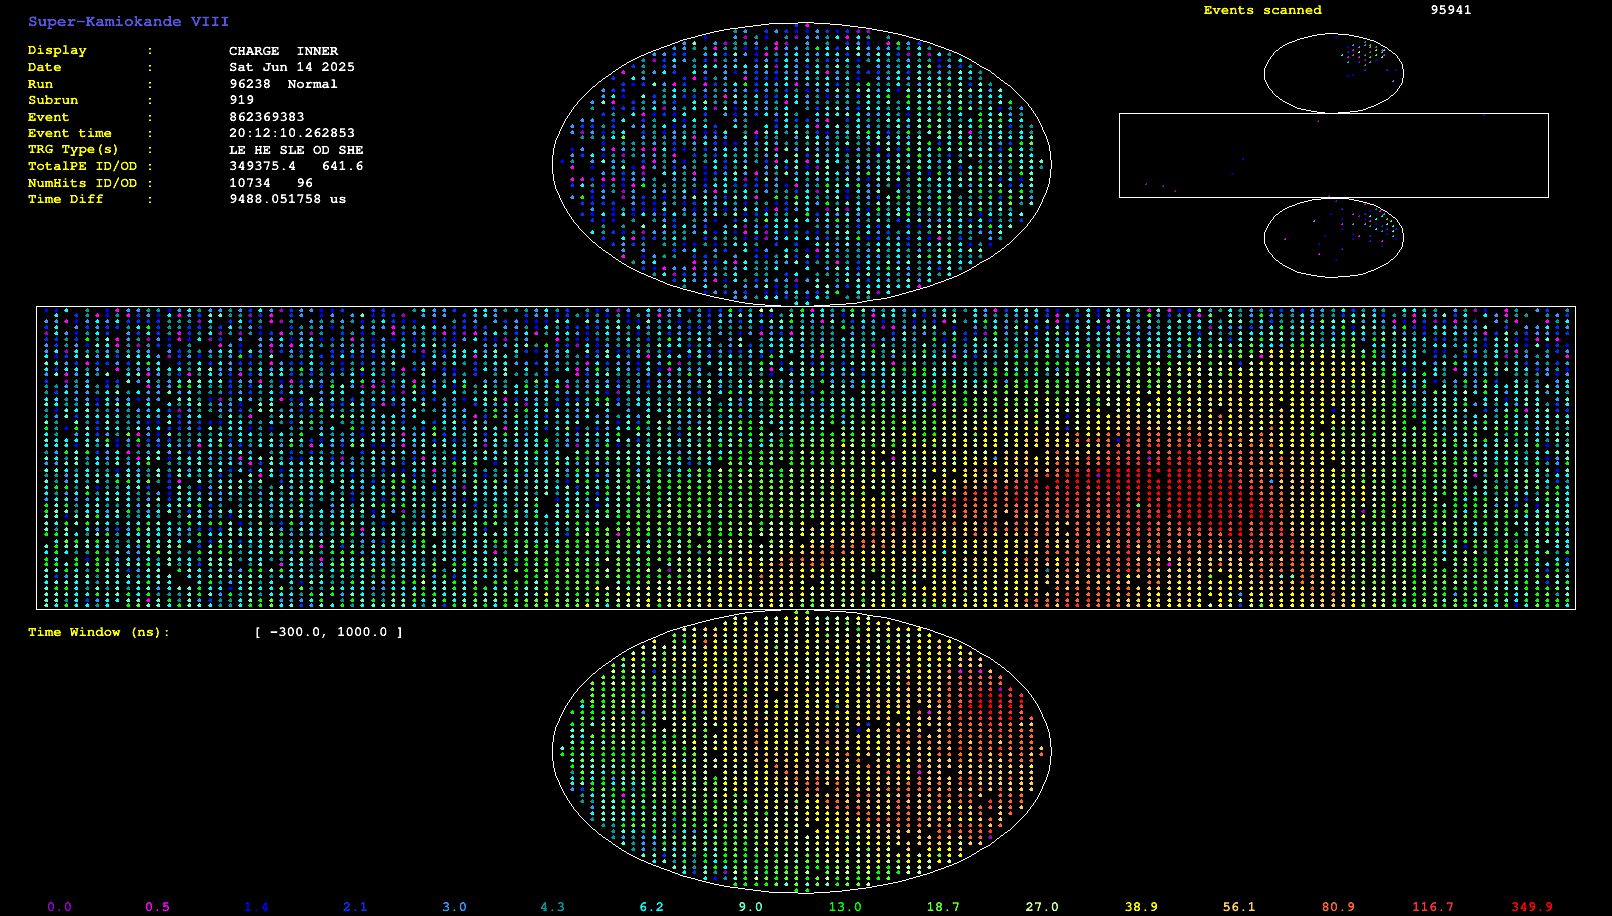 Super-Kamiokande VIII
Events scanned 95941
Display : CHARGE INNER
Date : Sat Jun 14 2025
Run : 96238 Normal
Subrun : 919
Event : 862369383
Event time : 20:12:10.262853
TRG Type(s) : LE HE SLE OD SHE
TotalPE ID/OD : 349375.4 641.6
NumHits ID/OD : 10734 96
Time Diff : 9488.051758 us
Time Window (ns): [ -300.0, 1000.0 ]
0.0 0.5 1.4 2.1 3.0 4.3 6.2 9.0 13.0 18.7 27.0 38.9 56.1 80.9 116.7 349.9